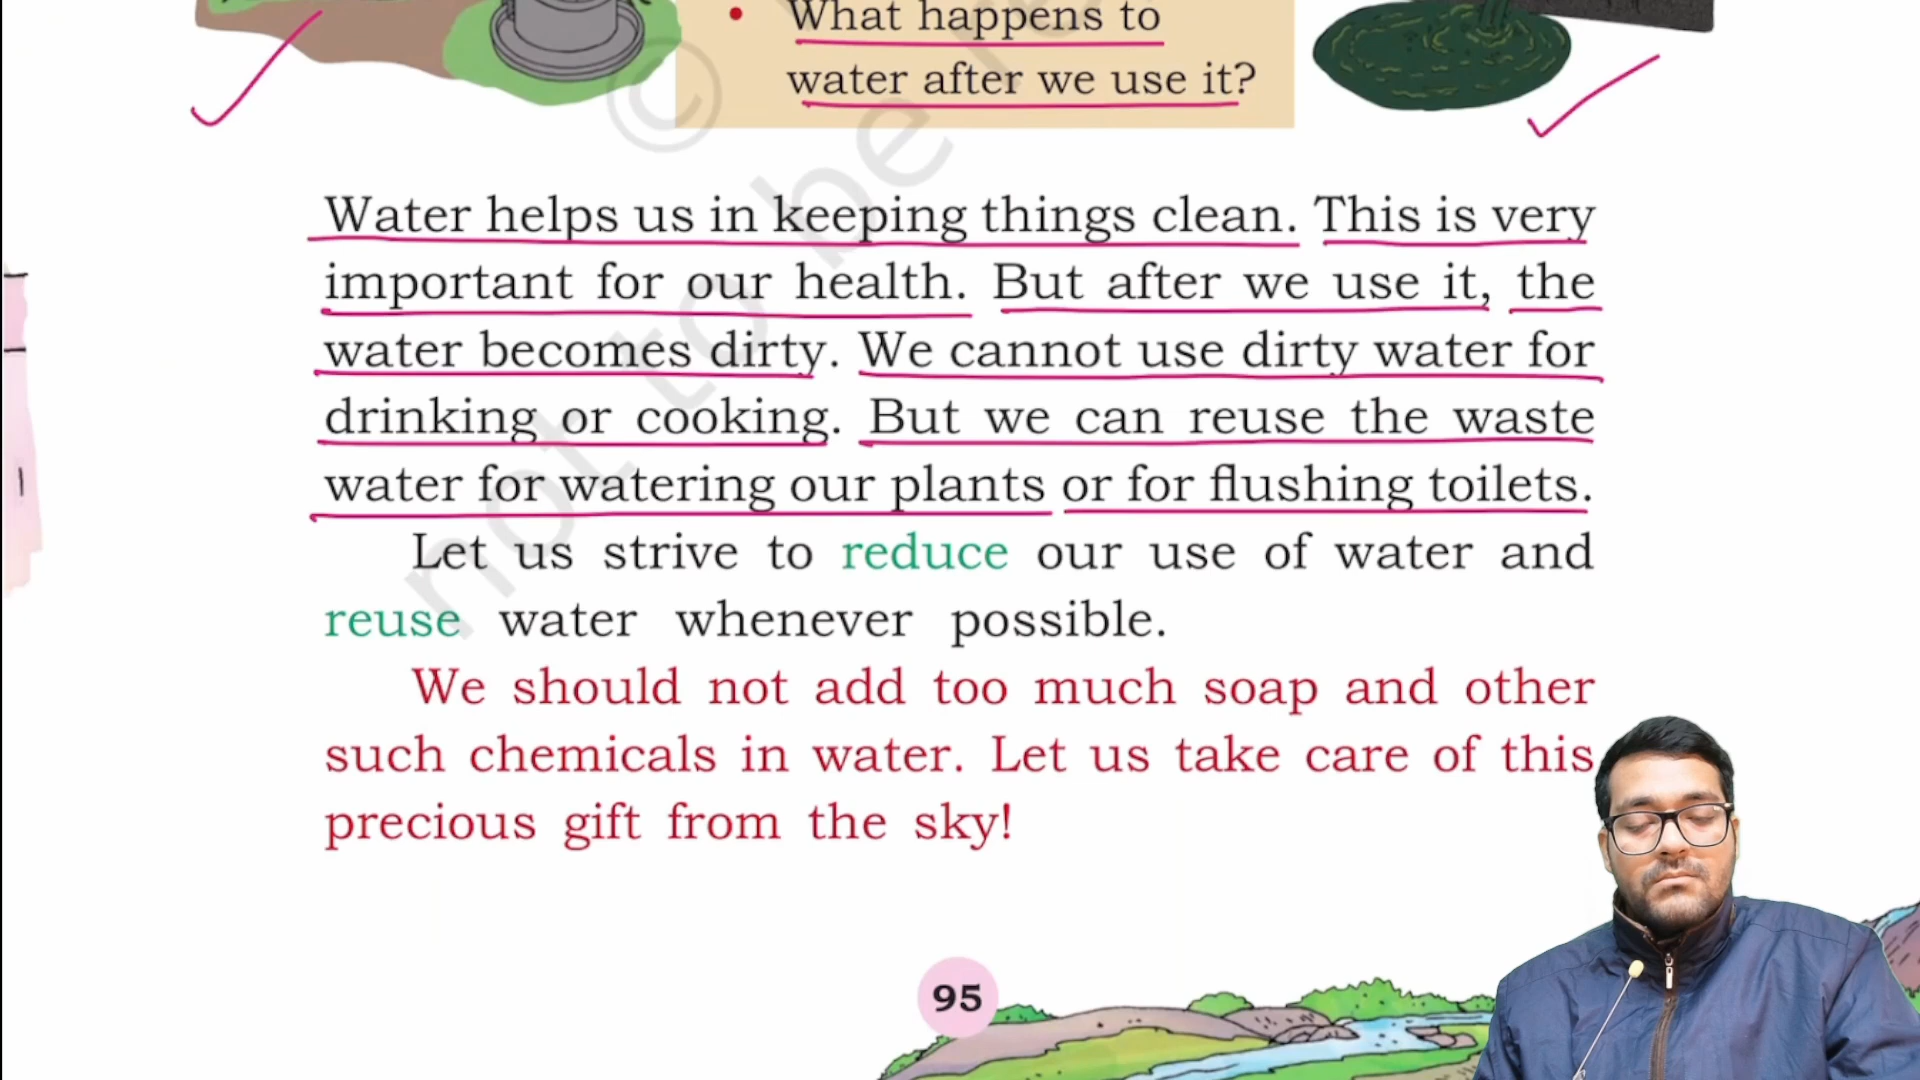 • What happens to
water after we use it?
Water helps us in keeping things clean. This is very
important for our health. But after we use it, the
water becomes dirty. We cannot use dirty water for
drinking or cooking. But we can reuse the waste
water for watering our plants or for flushing toilets.
Let us strive to reduce our use of water and
reuse water whenever possible.
We should not add too much soap and other
such chemicals in water. Let us take care of this
precious gift from the sky!
95
© 
not to be re